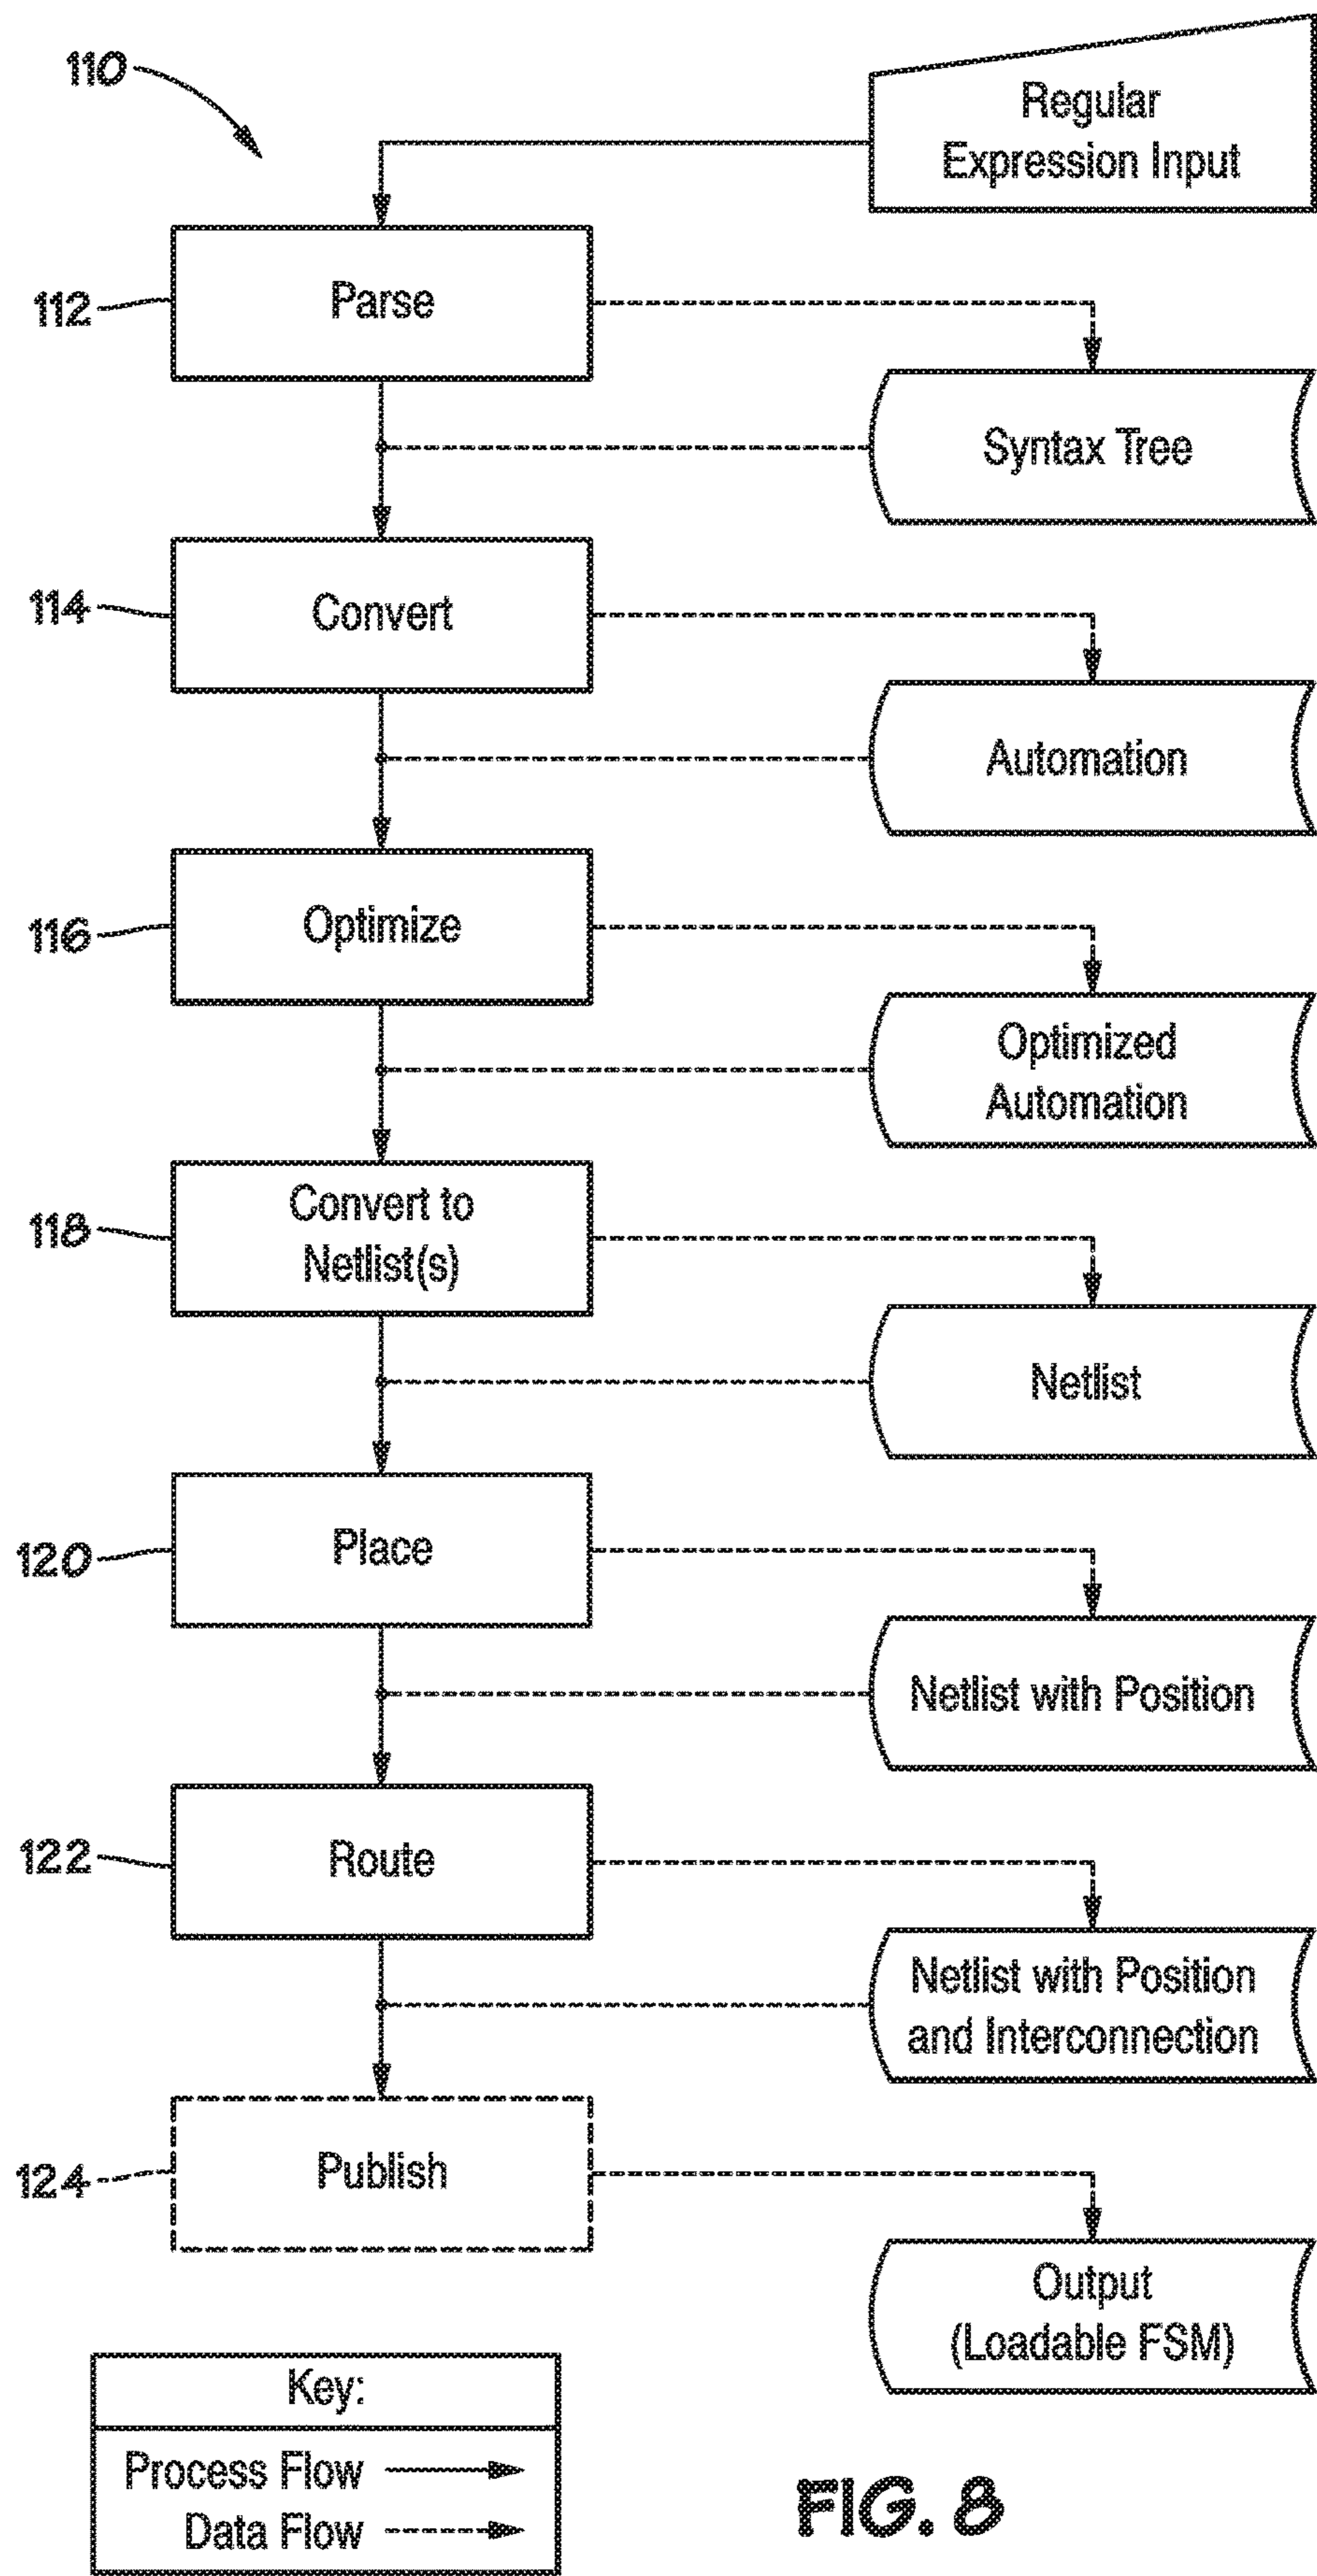 110
Regular
Expression Input
112
Parse
Syntax Tree
114
Convert
Automation
116
Optimize
Optimized
Automation
118
Convert to
Netlist(s)
Netlist
120
Place
Netlist with Position
122
Route
Netlist with Position
and Interconnection
124
Publish
Output
(Loadable FSM)
Key:
Process Flow
Data Flow
FIG. 8